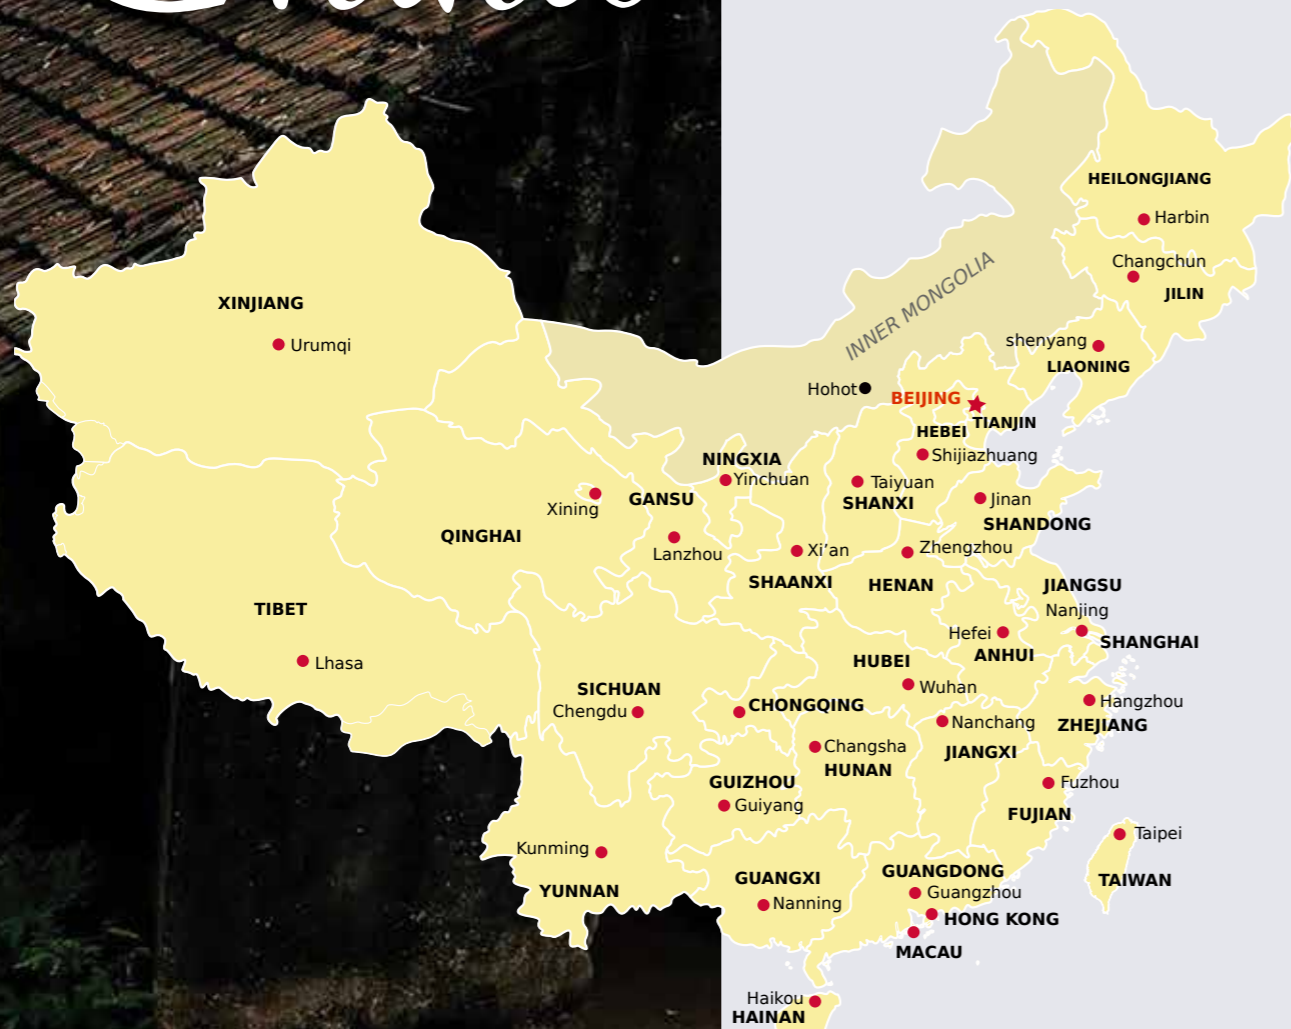 HEILONGJIANG
Harbin
Changchun
JILIN
INNER MONGOLIA
XINJIANG
Urumqi
shenyang
LIAONING
Hohot
BEIJING
TIANJIN
HEBEI
Shijiazhuang
NINGXIA
Yinchuan
Taiyuan
SHANXI
Xining
GANSU
Jinan
SHANDONG
QINGHAI
Lanzhou
Xi’an
Zhengzhou
SHAANXI
HENAN
JIANGSU
Nanjing
TIBET
Lhasa
Hefei
ANHUI
SHANGHAI
HUBEI
Wuhan
SICHUAN
Chengdu
CHONGQING
Hangzhou
ZHEJIANG
Nanchang
JIANGXI
Changsha
HUNAN
GUIZHOU
Guiyang
Fuzhou
FUJIAN
Taipei
TAIWAN
Kunming
YUNNAN
GUANGXI
Nanning
GUANGDONG
Guangzhou
HONG KONG
MACAU
Haikou
HAINAN